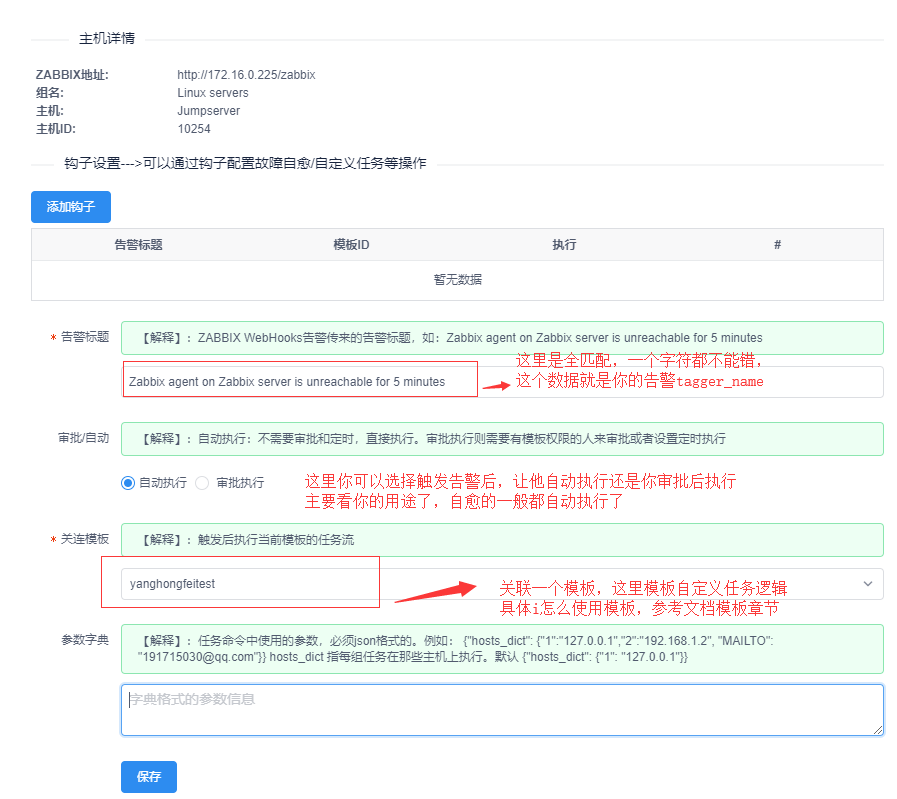 主机详情
ZABBIX地址: http://172.16.0.225/zabbix
组名: Linux servers
主机: Jumpserver
主机ID: 10254
钩子设置--->可以通过钩子配置故障自愈/自定义任务等操作
添加钩子
告警标题 模板ID 执行 #
暂无数据
* 告警标题 【解释】: ZABBIX WebHooks告警传来的告警标题，如：Zabbix agent on Zabbix server is unreachable for 5 minutes
这里是全匹配，一个字符都不能错，
Zabbix agent on Zabbix server is unreachable for 5 minutes
这个数据就是你的告警tagger_name
审批/自动 【解释】: 自动执行：不需要审批和定时，直接执行。审批执行则需要有模板权限的人来审批或者设置定时执行
自动执行 审批执行
这里你可以选择触发告警后，让他自动执行还是你审批后执行
主要看你的用途了，自愈的一般都自动执行了
* 关连模板 【解释】: 触发后执行当前模板的任务流
yanghongfeitest
关联一个模板，这里模板自定义任务逻辑
具体i怎么使用模板，参考文档模板章节
参数字典 【解释】: 任务命令中使用的参数，必须json格式的。例如： {"hosts_dict": {"1":"127.0.0.1","2":"192.168.1.2", "MAILTO":
"191715030@qq.com"}} hosts_dict 指每组任务在那些主机上执行。默认 {"hosts_dict": {"1": "127.0.0.1"}}
字典格式的参数信息
保存